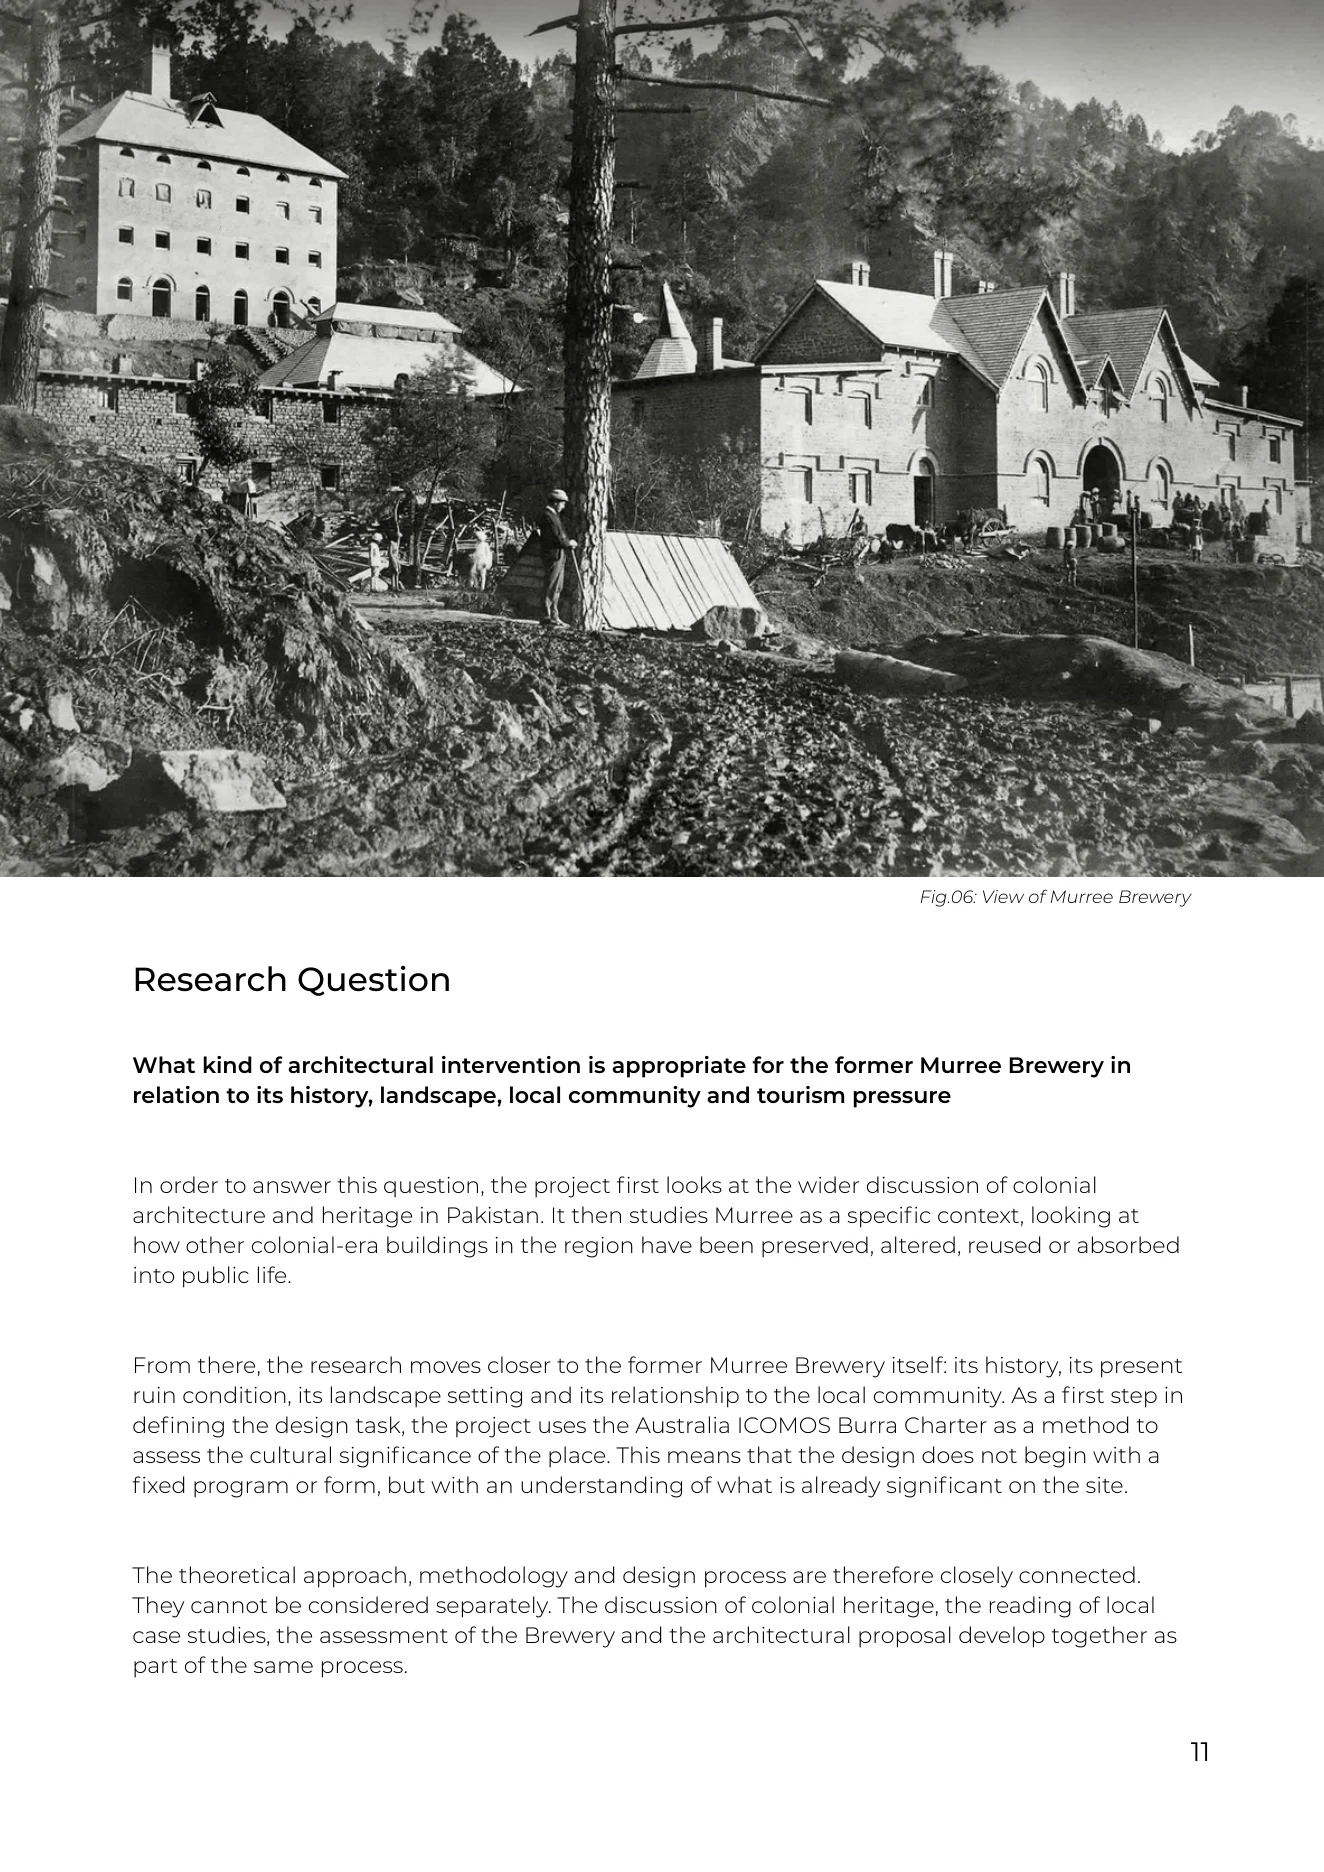 Fig.06: View of Murree Brewery
Research Question
What kind of architectural intervention is appropriate for the former Murree Brewery in
relation to its history, landscape, local community and tourism pressure
In order to answer this question, the project first looks at the wider discussion of colonial
architecture and heritage in Pakistan. It then studies Murree as a specific context, looking at
how other colonial-era buildings in the region have been preserved, altered, reused or absorbed
into public life.
From there, the research moves closer to the former Murree Brewery itself: its history, its present
ruin condition, its landscape setting and its relationship to the local community. As a first step in
defining the design task, the project uses the Australia ICOMOS Burra Charter as a method to
assess the cultural significance of the place. This means that the design does not begin with a
fixed program or form, but with an understanding of what is already significant on the site.
The theoretical approach, methodology and design process are therefore closely connected.
They cannot be considered separately. The discussion of colonial heritage, the reading of local
case studies, the assessment of the Brewery and the architectural proposal develop together as
part of the same process.
11